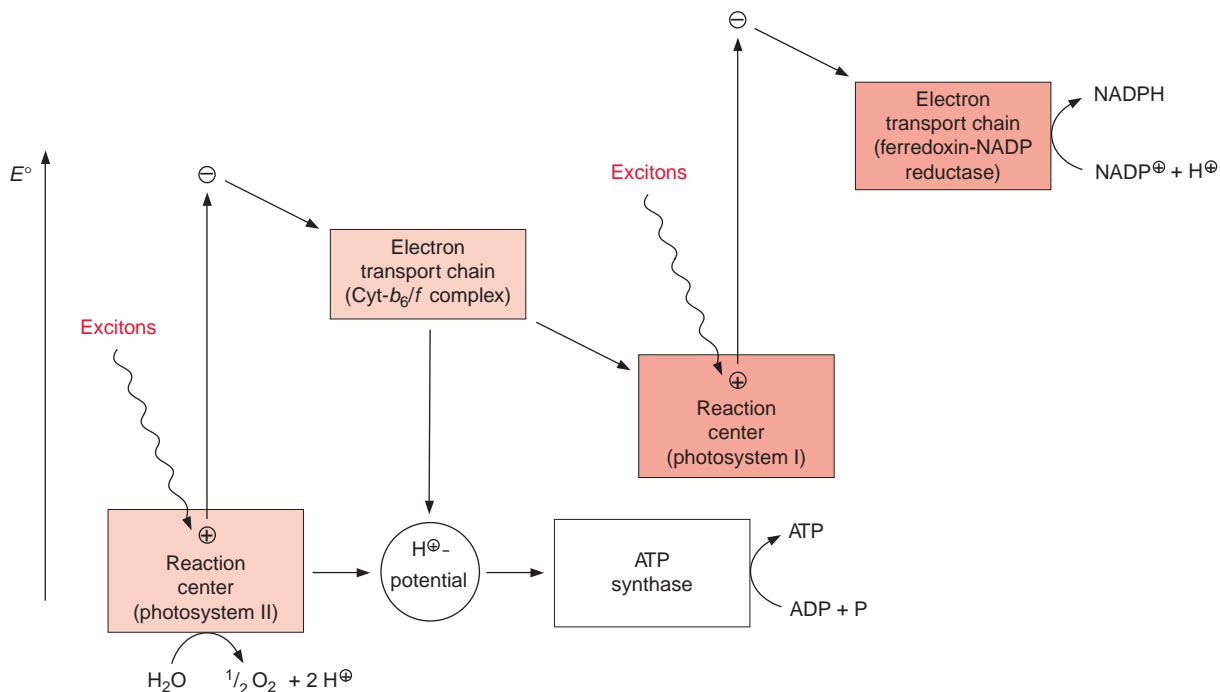 Electron
transport chain
(ferredoxin-NADP
reductase)
NADPH
NADP⊕ + H⊕
E°
Excitons
⊖
⊖
Electron
transport chain
(Cyt-b₆/f complex)
Excitons
⊕
Reaction
center
(photosystem I)
⊕
Reaction
center
(photosystem II)
H⊕-
potential
ATP
synthase
ATP
ADP + P
H₂O
¹/₂ O₂ + 2 H⊕